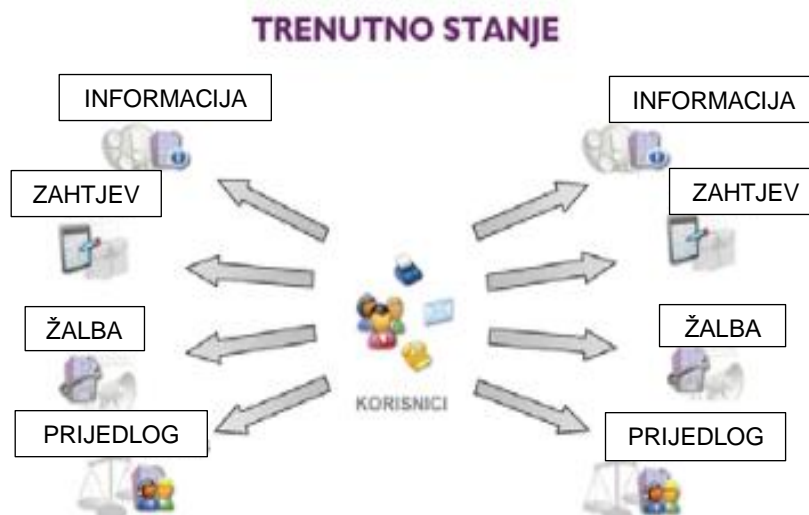 TRENUTNO STANJE
INFORMACIJA
INFORMACIJA
ZAHTJEV
ZAHTJEV
ŽALBA
ŽALBA
KORISNICI
PRIJEDLOG
PRIJEDLOG